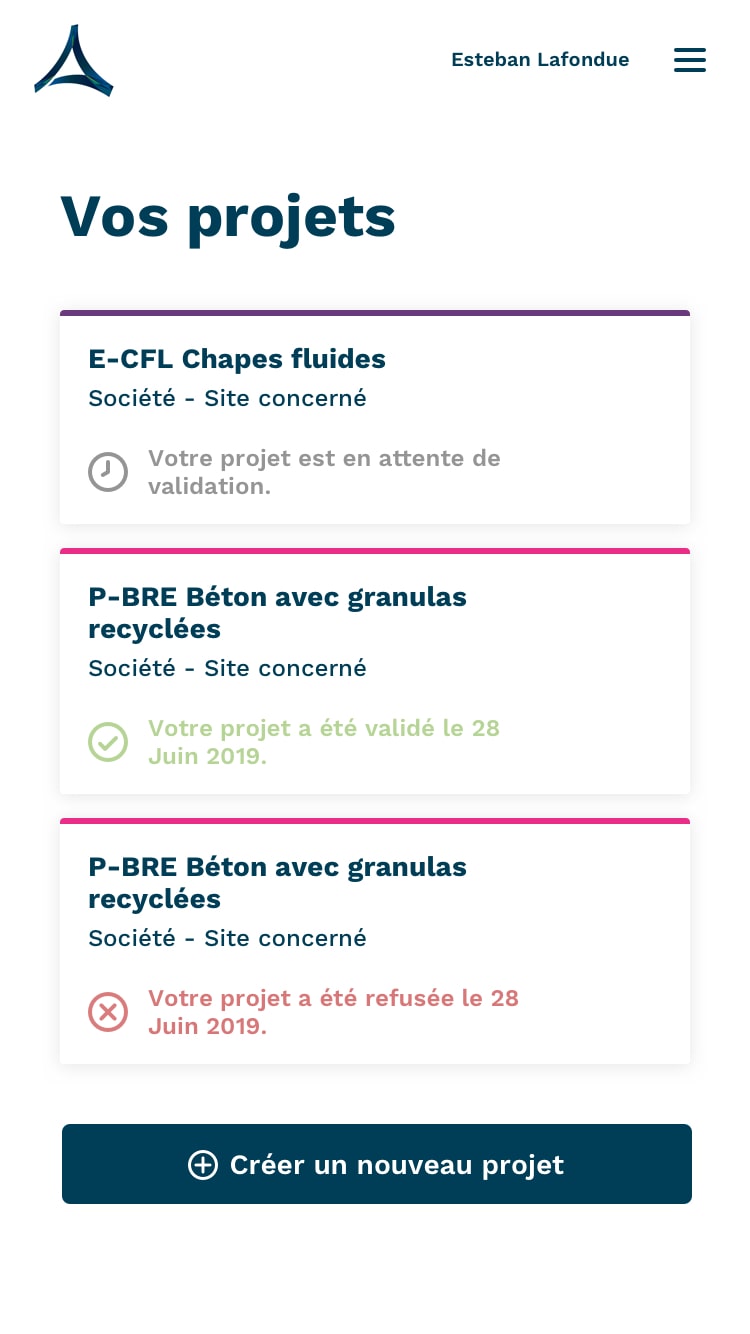 Esteban Lafondue
Vos projets
E-CFL Chapes fluides
Société - Site concerné
Votre projet est en attente de
validation.
P-BRE Béton avec granulas
recyclées
Société - Site concerné
Votre projet a été validé le 28
Juin 2019.
P-BRE Béton avec granulas
recyclées
Société - Site concerné
Votre projet a été refusée le 28
Juin 2019.
Créer un nouveau projet